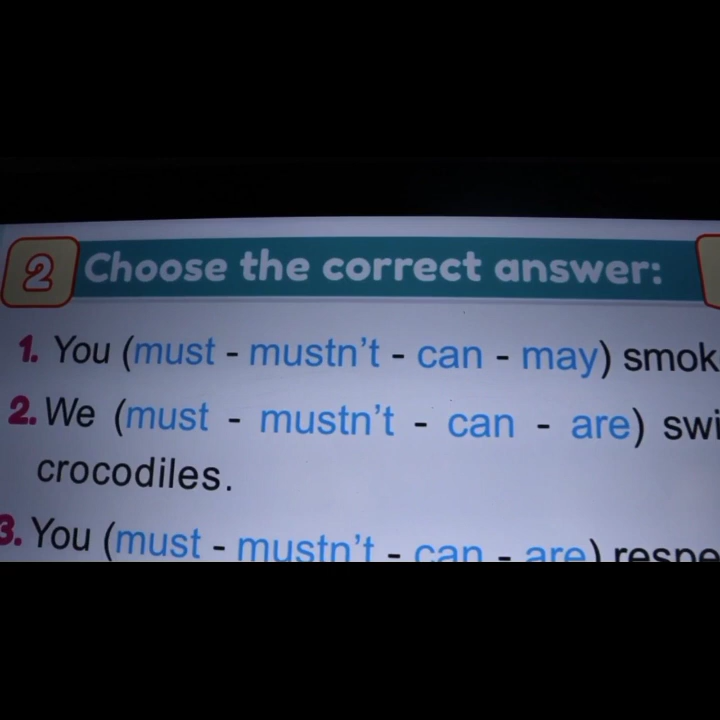 2 Choose the correct answer:
1. You (must - mustn't - can - may)
2. We (must - mustn't - can - are)
crocodiles.
3. You (must - mustn't - can - are)